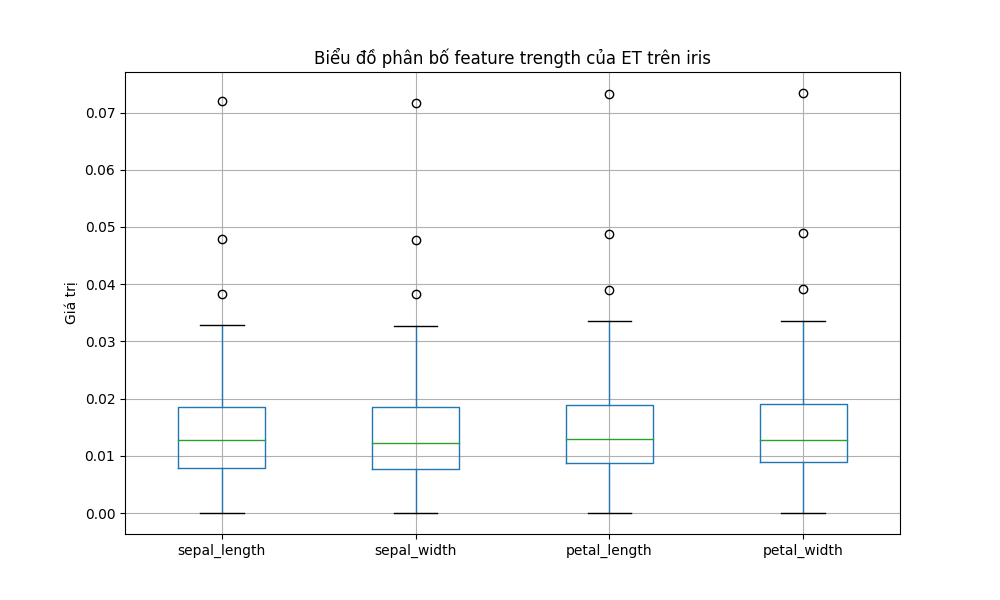 Biểu đồ phân bố feature trength của ET trên iris
Giá trị
0.07
0.06
0.05
0.04
0.03
0.02
0.01
0.00
sepal_length
sepal_width
petal_length
petal_width